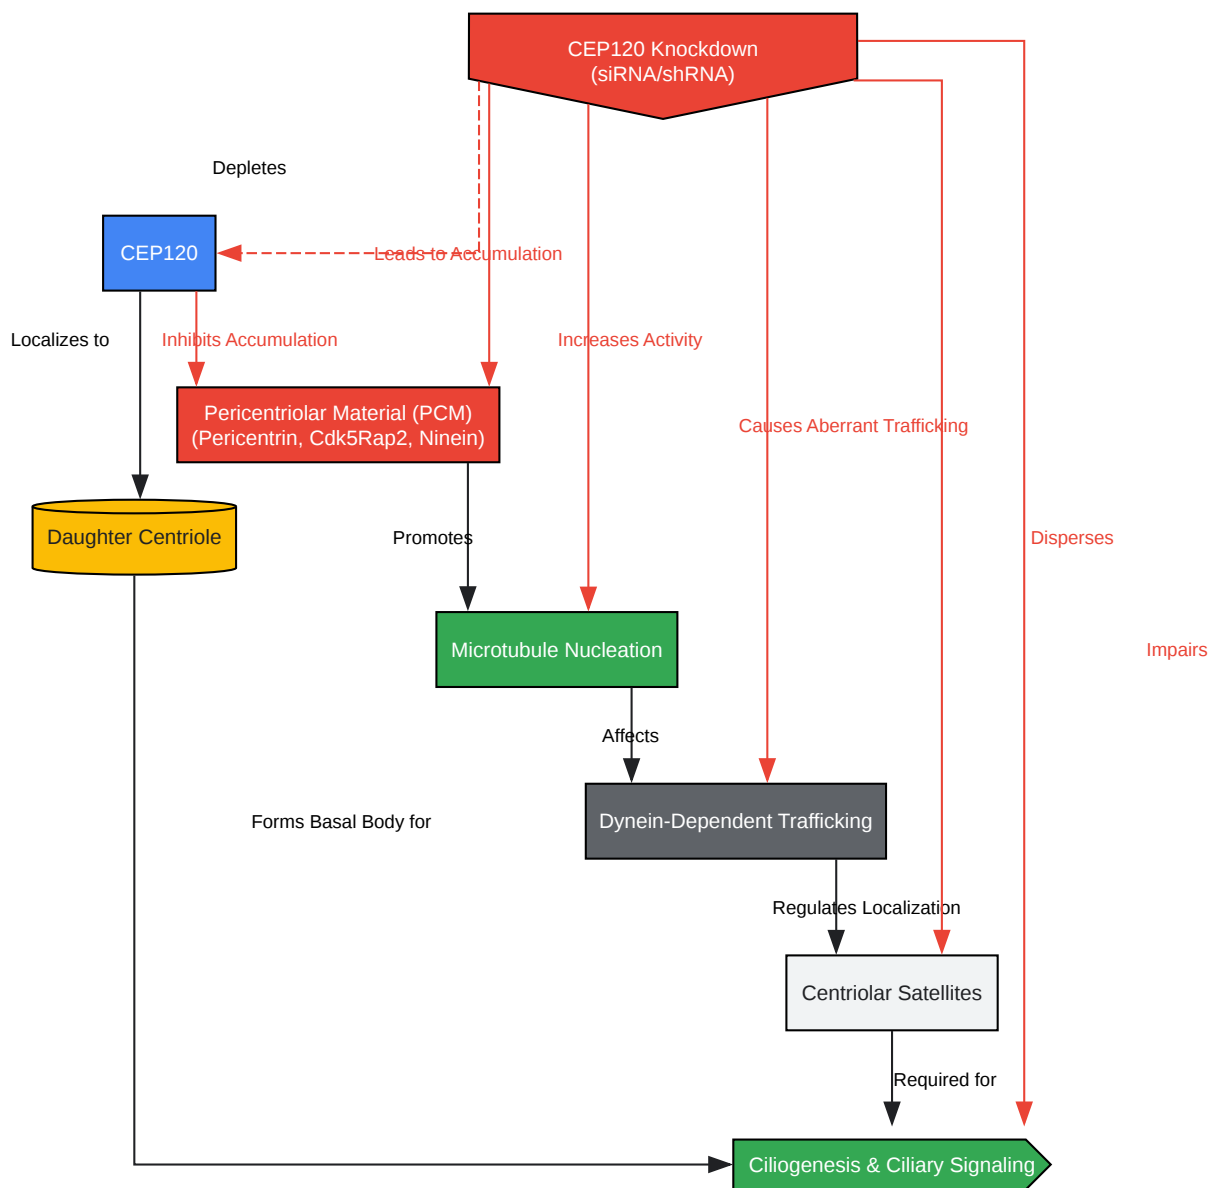 CEP120 Knockdown
(siRNA/shRNA)
Depletes
CEP120
Leads to Accumulation
Localizes to
Inhibits Accumulation
Increases Activity
Pericentriolar Material (PCM)
(Pericentrin, Cdk5Rap2, Ninein)
Causes Aberrant Trafficking
Daughter Centriole
Promotes
Disperses
Microtubule Nucleation
Impairs
Affects
Forms Basal Body for
Dynein-Dependent Trafficking
Regulates Localization
Centriolar Satellites
Required for
Ciliogenesis & Ciliary Signaling